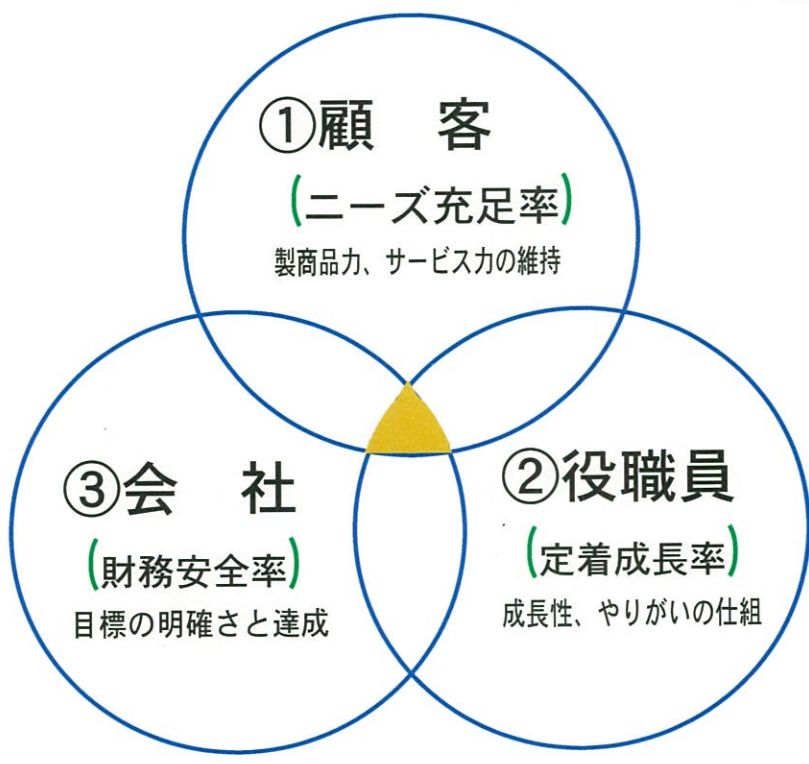 ①顧　客
(ニーズ充足率)
製商品力、サービス力の維持
②役職員
(定着成長率)
成長性、やりがいの仕組
③会　社
(財務安全率)
目標の明確さと達成